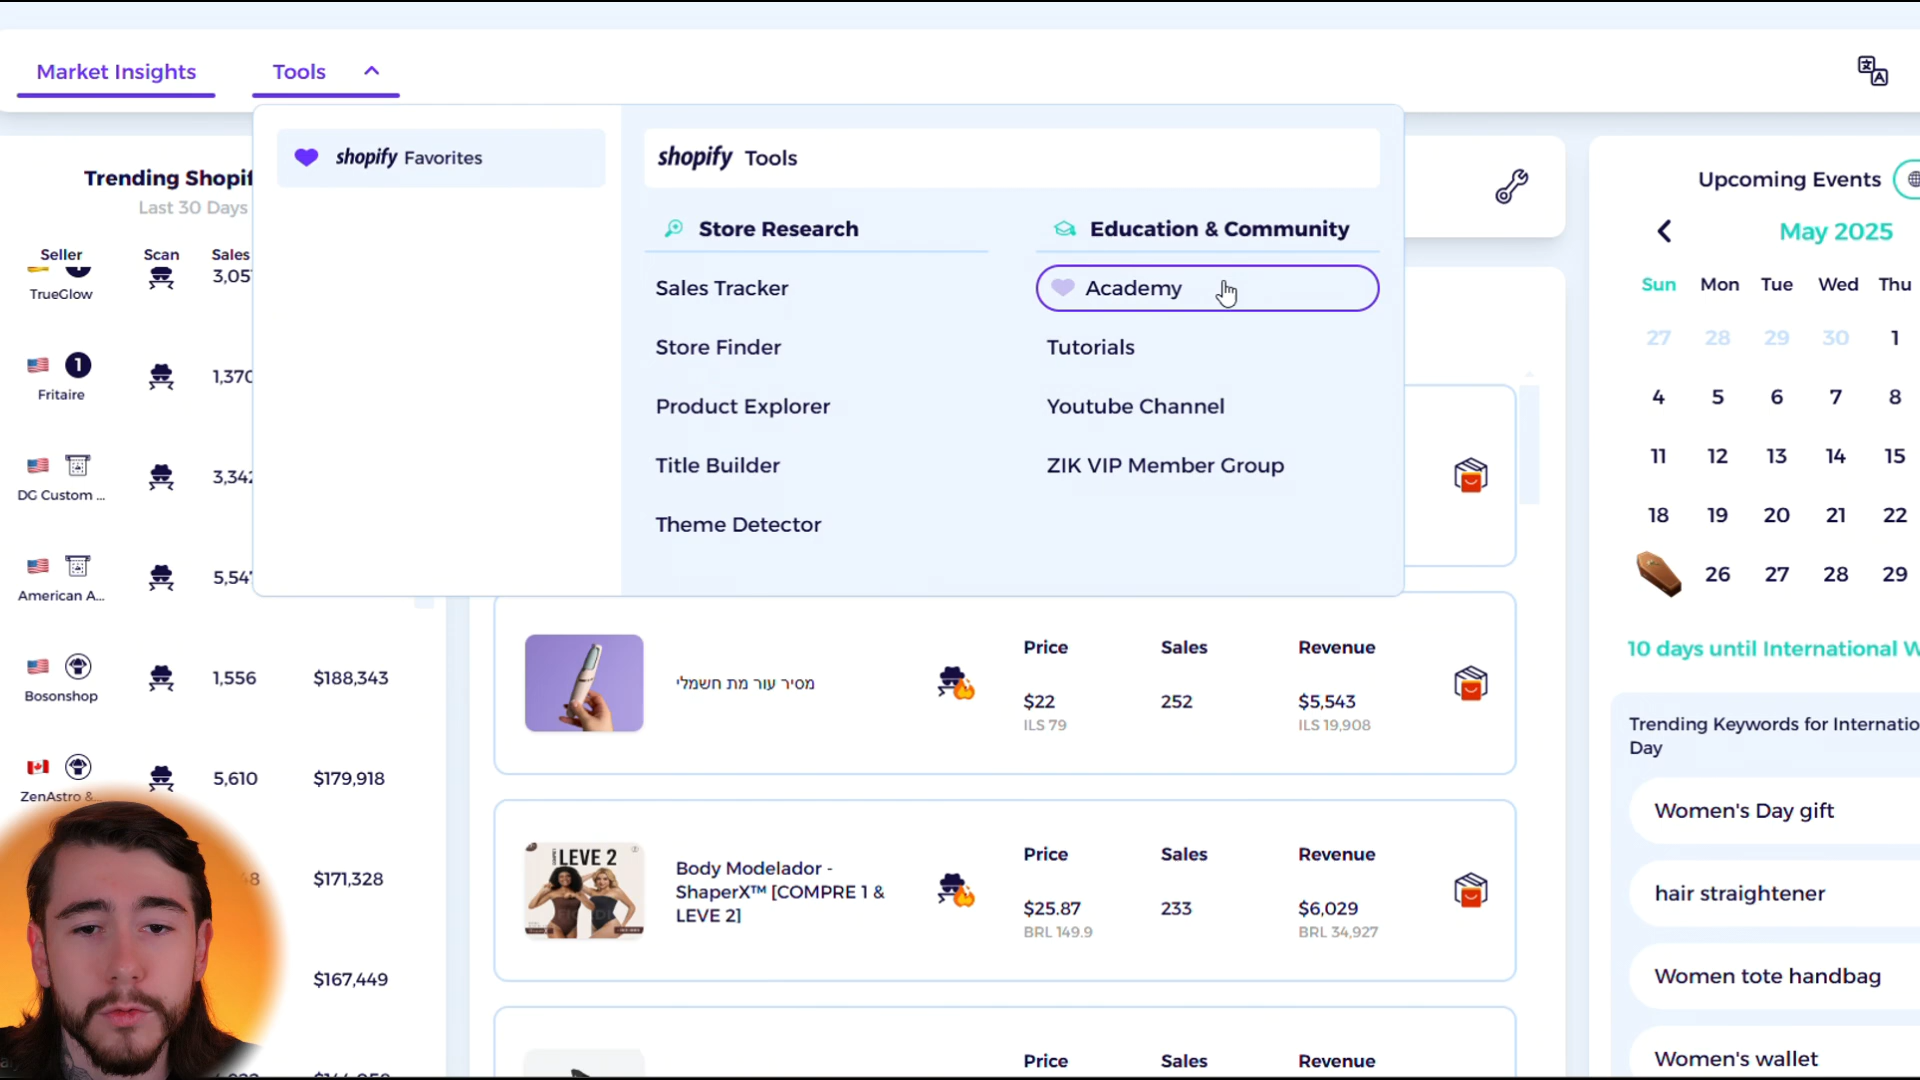 Market Insights
Tools
shopify Favorites
shopify Tools
Store Research
Sales Tracker
Store Finder
Product Explorer
Title Builder
Theme Detector
Education & Community
Academy
Tutorials
Youtube Channel
ZIK VIP Member Group
Trending Shopif
Last 30 Days
Seller Scan Sales
TrueGlow 3,05
1
Fritaire 1,370
DG Custom ... 3,342
American A... 5,547
Bosonshop 1,556 $188,343
ZenAstro &... 5,610 $179,918
48 $171,328
$167,449
Price Sales Revenue
מסיר עור מת חשמלי
$22 252 $5,543
ILS 79 ILS 19,908
LEVE 2
Price Sales Revenue
Body Modelador -
ShaperX™ [COMPRE 1 &
LEVE 2]
$25.87 233 $6,029
BRL 149.9 BRL 34,927
Price Sales Revenue
Upcoming Events
May 2025
Sun Mon Tue Wed Thu
27 28 29 30 1
4 5 6 7 8
11 12 13 14 15
18 19 20 21 22
26 27 28 29
10 days until International W
Trending Keywords for Internatio
Day
Women's Day gift
hair straightener
Women tote handbag
Women's wallet